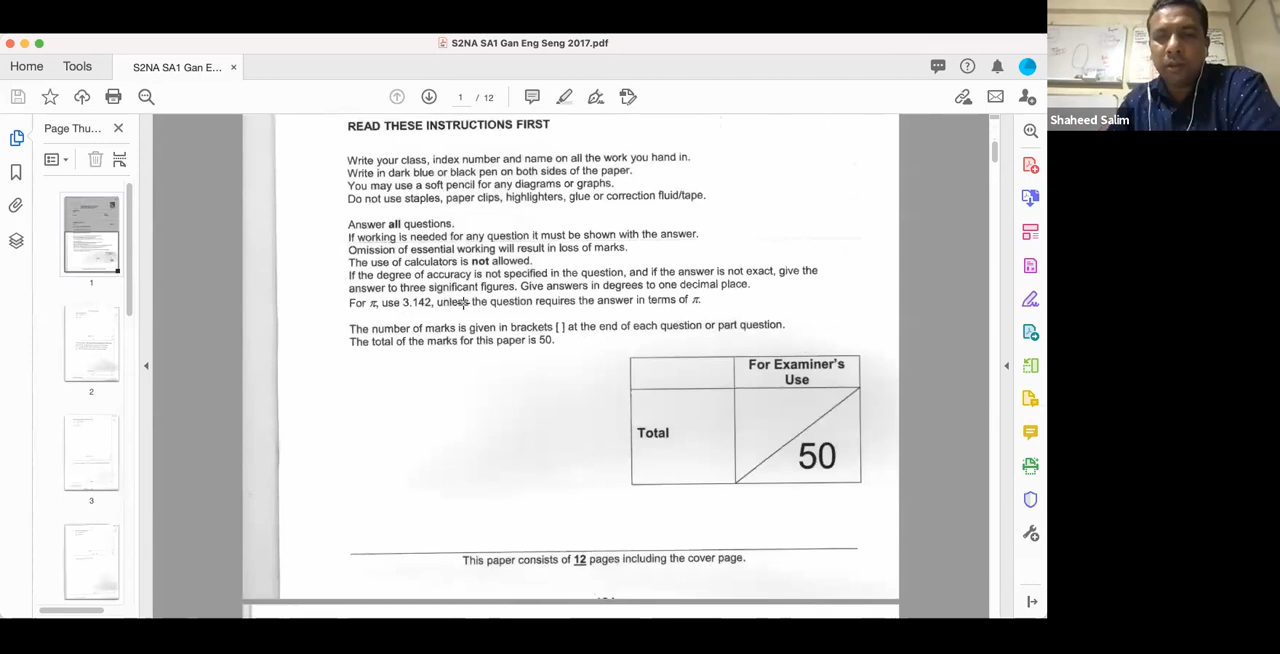 S2NA SA1 Gan Eng Seng 2017.pdf
Home
Tools
S2NA SA1 Gan E...
×
1 / 12
Page Thu...
READ THESE INSTRUCTIONS FIRST
Write your class, index number and name on all the work you hand in.
Write in dark blue or black pen on both sides of the paper.
You may use a soft pencil for any diagrams or graphs.
Do not use staples, paper clips, highlighters, glue or correction fluid/tape.
Answer all questions.
If working is needed for any question it must be shown with the answer.
Omission of essential working will result in loss of marks.
The use of calculators is not allowed.
If the degree of accuracy is not specified in the question, and if the answer is not exact, give the
answer to three significant figures. Give answers in degrees to one decimal place.
For π, use 3.142, unless the question requires the answer in terms of π.
The number of marks is given in brackets [ ] at the end of each question or part question.
The total of the marks for this paper is 50.
For Examiner's
Use
Total
50
This paper consists of 12 pages including the cover page.
1
2
3
Shaheed Salim